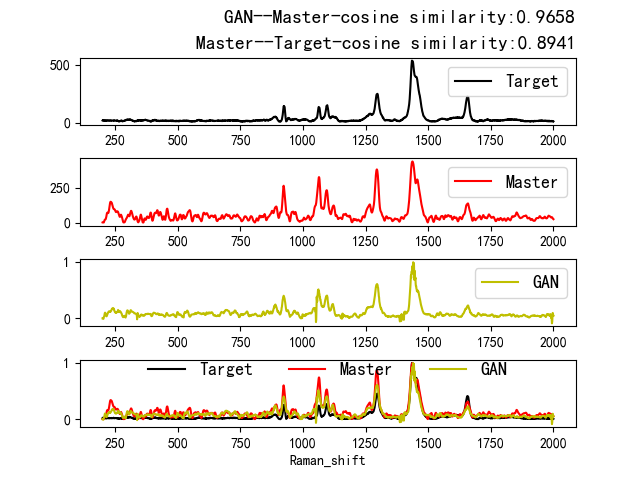 GAN--Master-cosine similarity:0.9658
Master--Target-cosine similarity:0.8941
500
0
Target
250 500 750 1000 1250 1500 1750 2000
250
0
Master
250 500 750 1000 1250 1500 1750 2000
1
0
GAN
250 500 750 1000 1250 1500 1750 2000
1
0
Target Master GAN
250 500 750 1000 1250 1500 1750 2000
Raman_shift